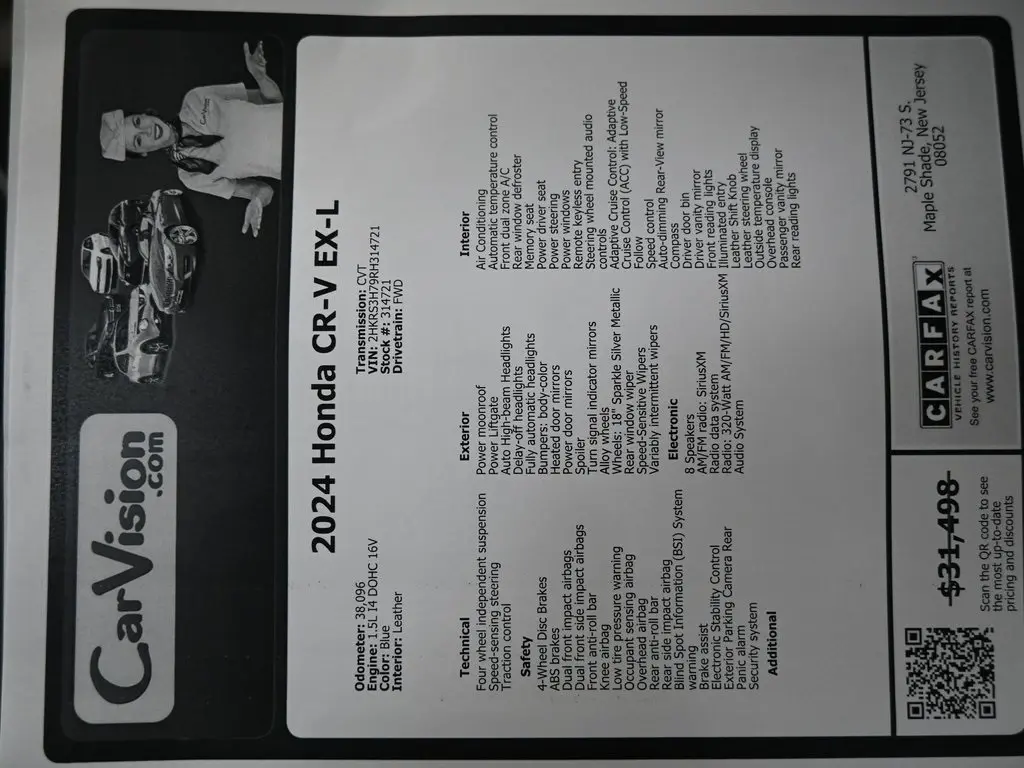 CarVision
.com
2024 Honda CR-V EX-L
Odometer: 38,096
Engine: 1.5L I4 DOHC 16V
Color: Blue
Interior: Leather
Transmission: CVT
VIN: 2HKRS3H79RH314721
Stock #: 314721
Drivetrain: FWD
Technical
Four wheel independent suspension
Speed-sensing steering
Traction control
Safety
4-Wheel Disc Brakes
ABS brakes
Dual front impact airbags
Dual front side impact airbags
Front anti-roll bar
Knee airbag
Low tire pressure warning
Occupant sensing airbag
Overhead airbag
Rear anti-roll bar
Rear side impact airbag
Blind Spot Information (BSI) System
warning
Brake assist
Electronic Stability Control
Exterior Parking Camera Rear
Panic alarm
Security system
Additional
Exterior
Power moonroof
Power Liftgate
Auto High-beam Headlights
Delay-off headlights
Fully automatic headlights
Bumpers: body-color
Heated door mirrors
Power door mirrors
Spoiler
Turn signal indicator mirrors
Alloy wheels
Wheels: 18" Sparkle Silver Metallic
Rear window wiper
Speed-Sensitive Wipers
Variably intermittent wipers
Electronic
8 Speakers
AM/FM radio: SiriusXM
Radio data system
Radio: 320-Watt AM/FM/HD/SiriusXM
Audio System
Interior
Air Conditioning
Automatic temperature control
Front dual zone A/C
Rear window defroster
Memory seat
Power driver seat
Power steering
Power windows
Remote keyless entry
Steering wheel mounted audio
controls
Adaptive Cruise Control: Adaptive
Cruise Control (ACC) with Low-Speed
Follow
Speed control
Auto-dimming Rear-View mirror
Compass
Driver door bin
Driver vanity mirror
Front reading lights
Illuminated entry
Leather Shift Knob
Leather steering wheel
Outside temperature display
Overhead console
Passenger vanity mirror
Rear reading lights
$31,498
Scan the QR code to see
the most up-to-date
pricing and discounts
CARFAX
VEHICLE HISTORY REPORTS
See your free CARFAX report at
www.carvision.com
2791 NJ-73 S.
Maple Shade, New Jersey
08052